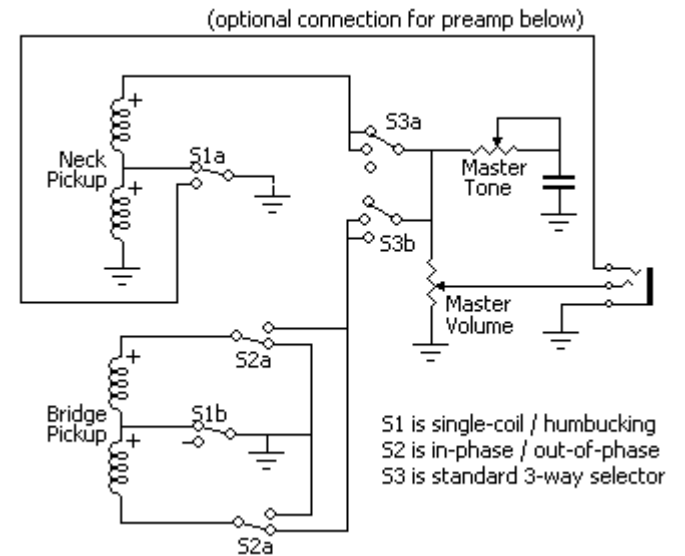 (optional connection for preamp below)
+
S3a
Neck
Pickup
S1a
+
Master
Tone
S3b
Master
Volume
+
S2a
Bridge
Pickup
S1b
+
S2a
S1 is single-coil / humbucking
S2 is in-phase / out-of-phase
S3 is standard 3-way selector